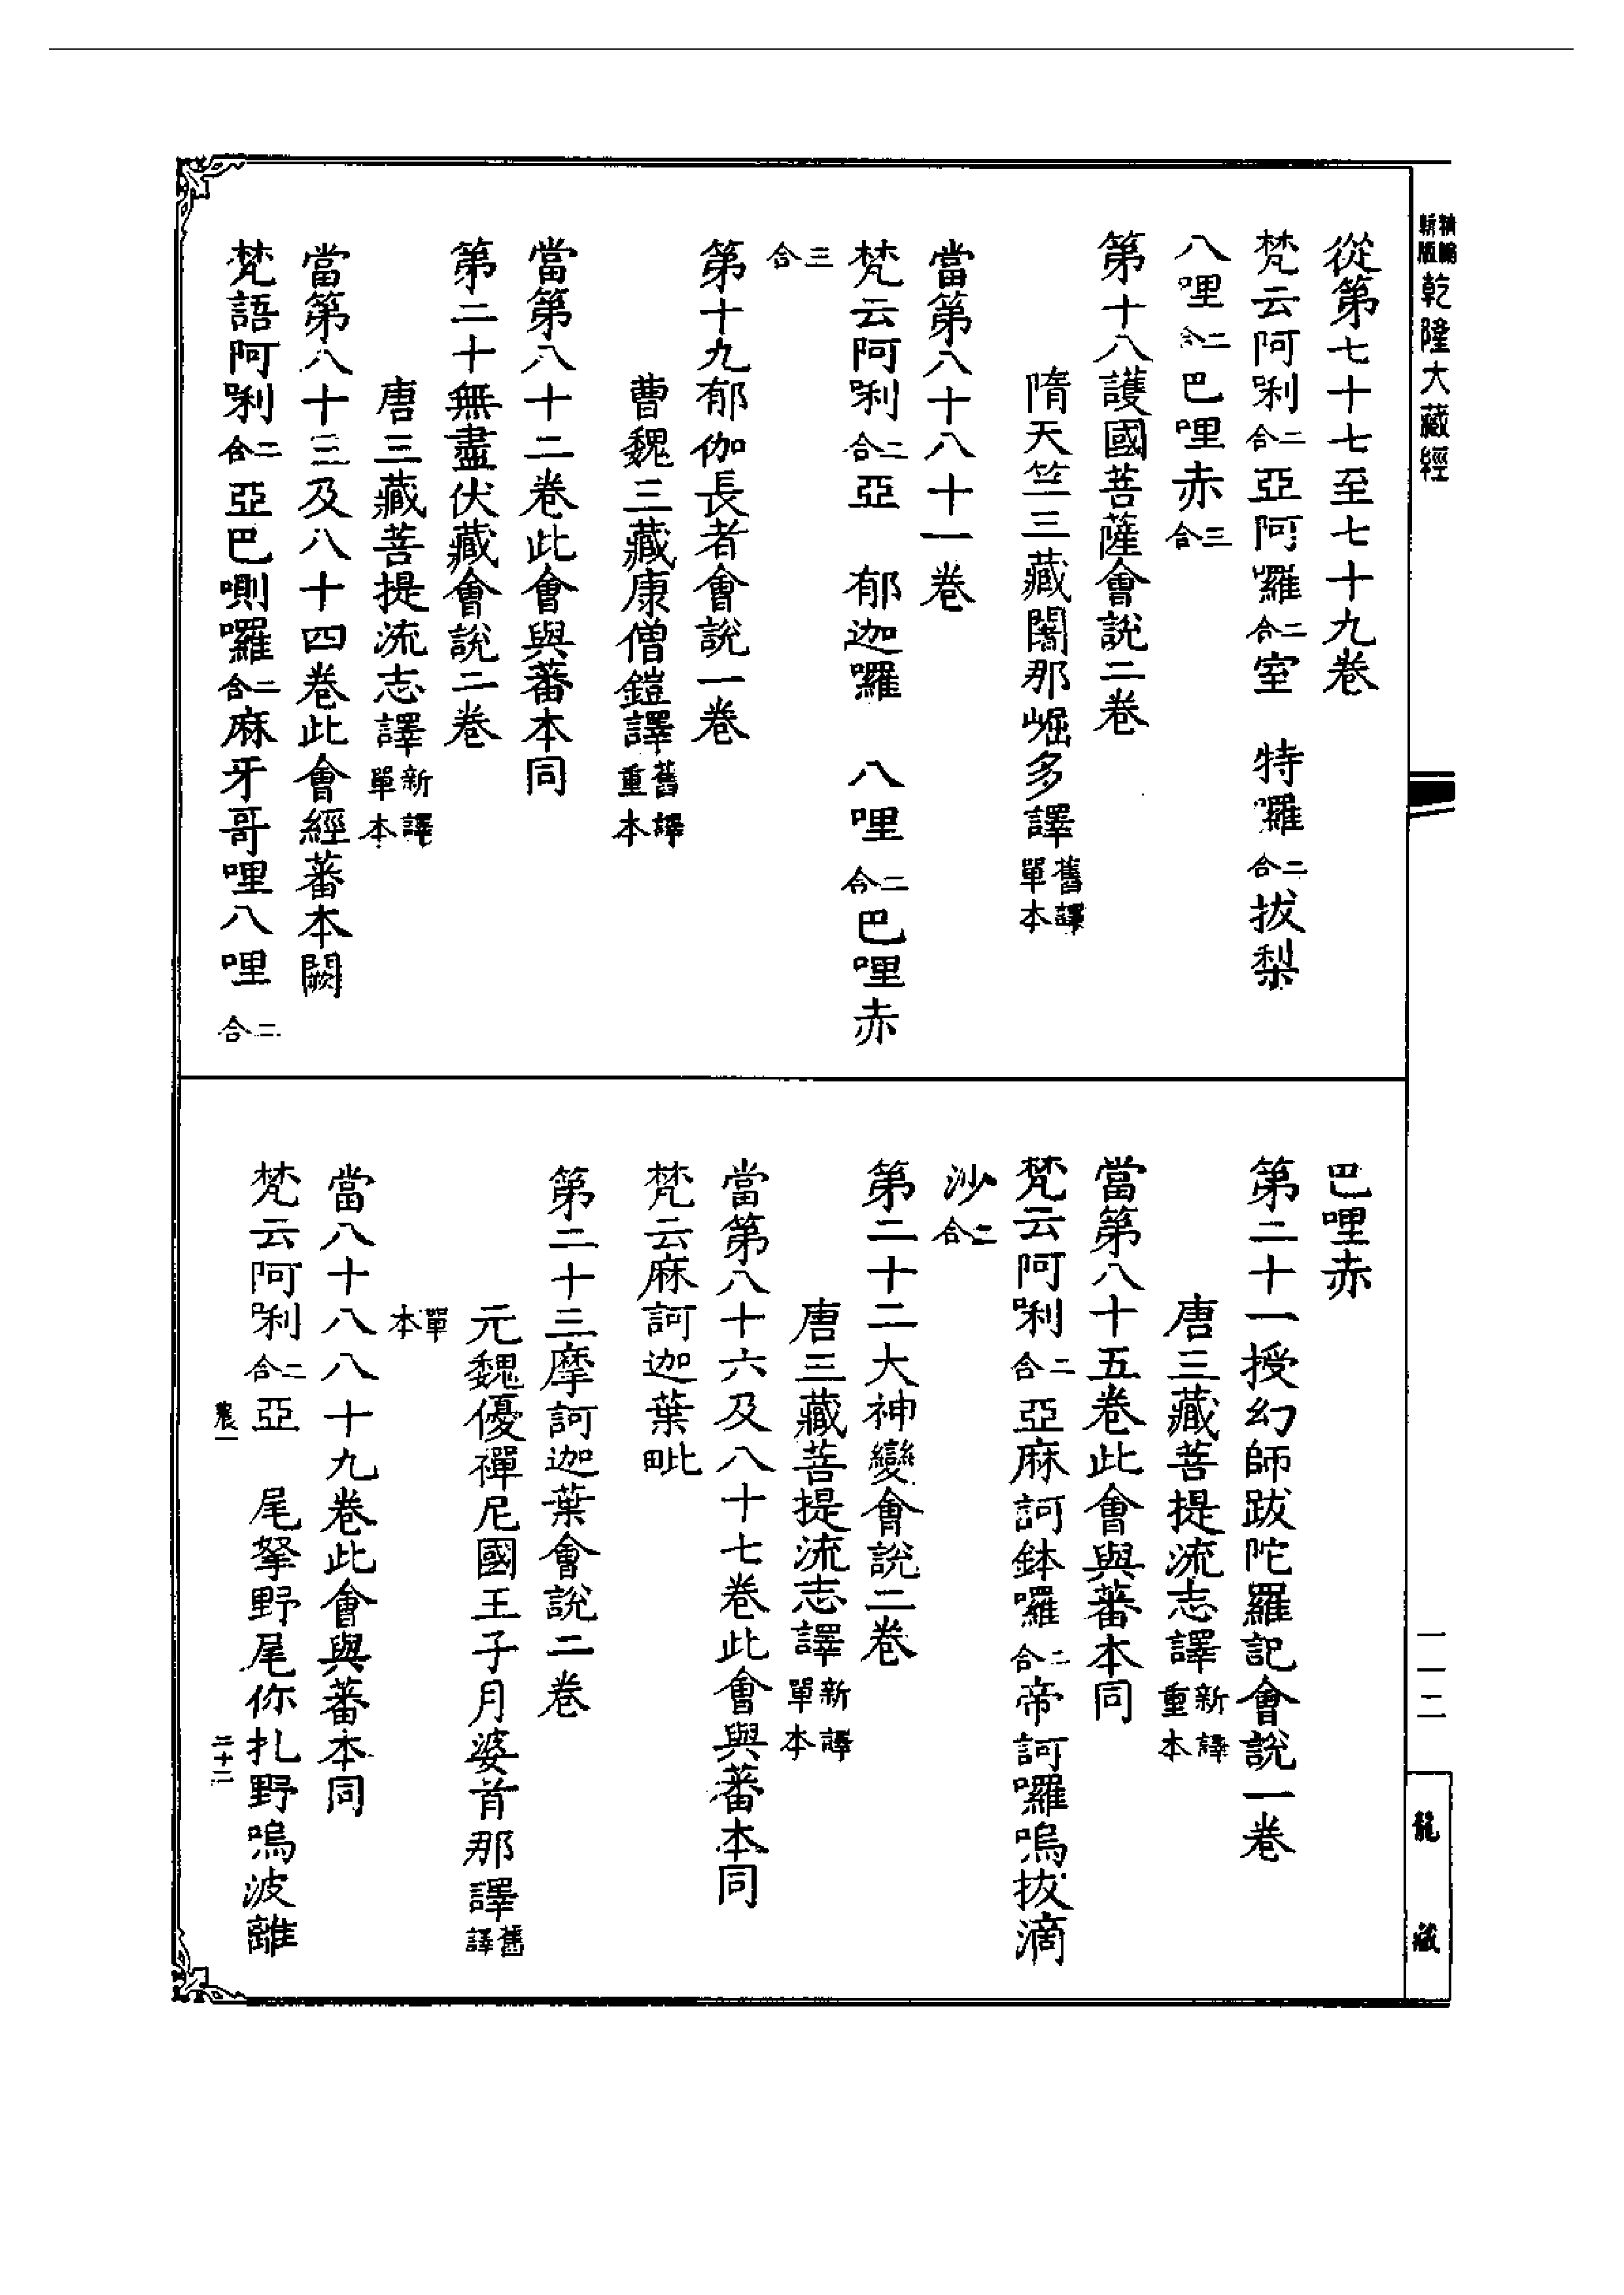 精編新版
乾隆大藏經
從第七十七至七十九卷
梵云阿唎二合亞阿囉二合室 特囉二合拔梨
八哩二合巴哩赤三合
第十八護國菩薩會說二卷
隋天竺三藏闍那崛多譯舊譯單本
當第八十八十一卷
梵云阿唎二合亞 郁迦囉 八哩二合巴哩赤
三合
第十九郁伽長者會說一卷
曹魏三藏康僧鎧譯舊譯重本
當第八十二卷此會與蕃本同
第二十無盡伏藏會說二卷
唐三藏菩提流志譯新譯單本
當第八十三及八十四卷此會經蕃本闕
梵語阿唎二合亞巴唎囉二合麻牙哥哩八哩二合
巴哩赤
第二十一授幻師跋陀羅記會說一卷
唐三藏菩提流志譯新譯重本
當第八十五卷此會與蕃本同
梵云阿唎二合亞麻訶鉢囉二合帝訶囉嗚拔滴
沙二合
第二十二大神變會說二卷
唐三藏菩提流志譯新譯單本
當第八十六及八十七卷此會與蕃本同
梵云麻訶迦葉毗
第二十三摩訶迦葉會說二卷
元魏優禪尼國王子月婆首那譯舊譯
單本
當八十八八十九卷此會與蕃本同
梵云阿唎二合亞 尾拏野尾你扎野嗚波離
農一
二十二
一一二
龍藏